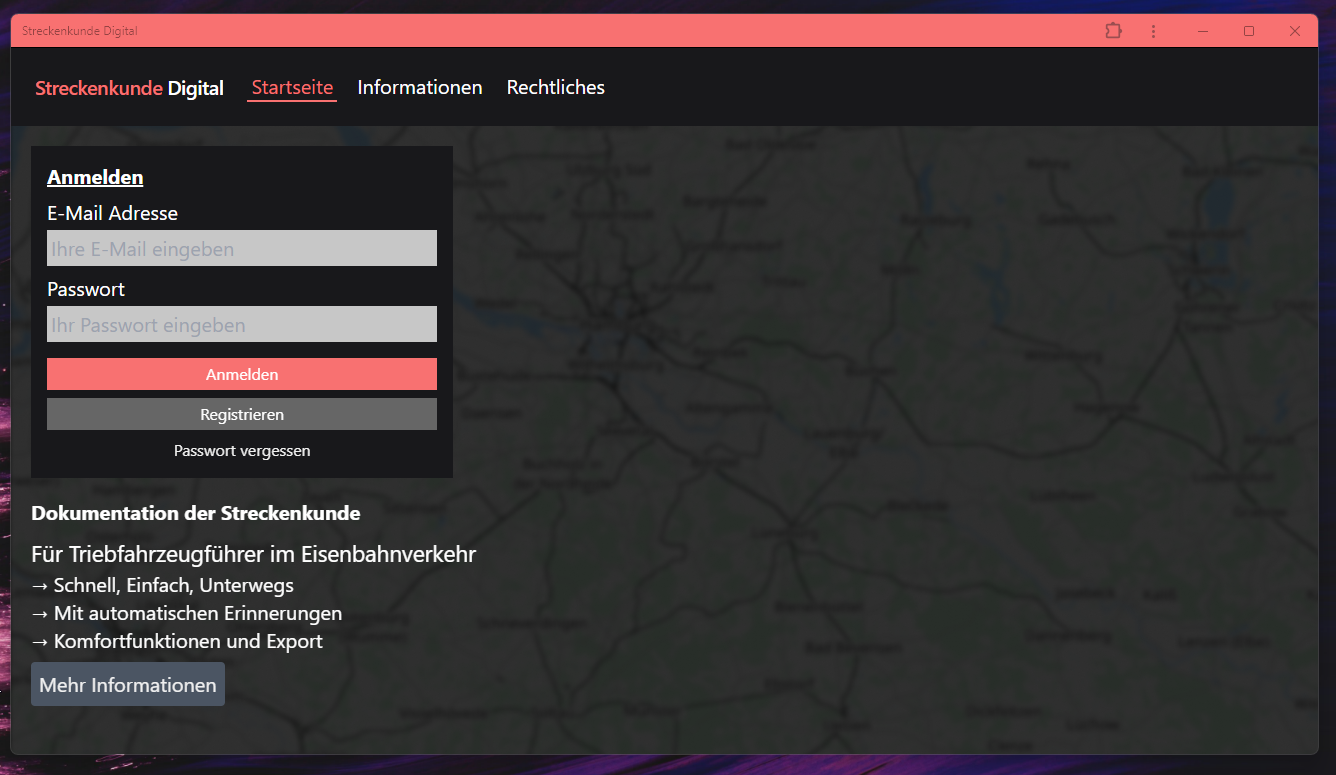 Streckenkunde Digital
Streckenkunde Digital Startseite Informationen Rechtliches
Anmelden
E-Mail Adresse
Ihre E-Mail eingeben
Passwort
Ihr Passwort eingeben
Anmelden
Registrieren
Passwort vergessen
Dokumentation der Streckenkunde
Für Triebfahrzeugführer im Eisenbahnverkehr
→ Schnell, Einfach, Unterwegs
→ Mit automatischen Erinnerungen
→ Komfortfunktionen und Export
Mehr Informationen